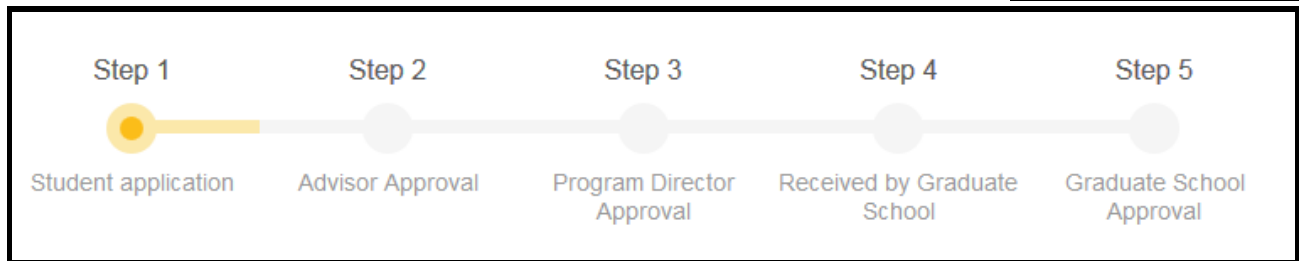 Step 1
Step 2
Step 3
Step 4
Step 5
Student application
Advisor Approval
Program Director
Approval
Received by Graduate
School
Graduate School
Approval